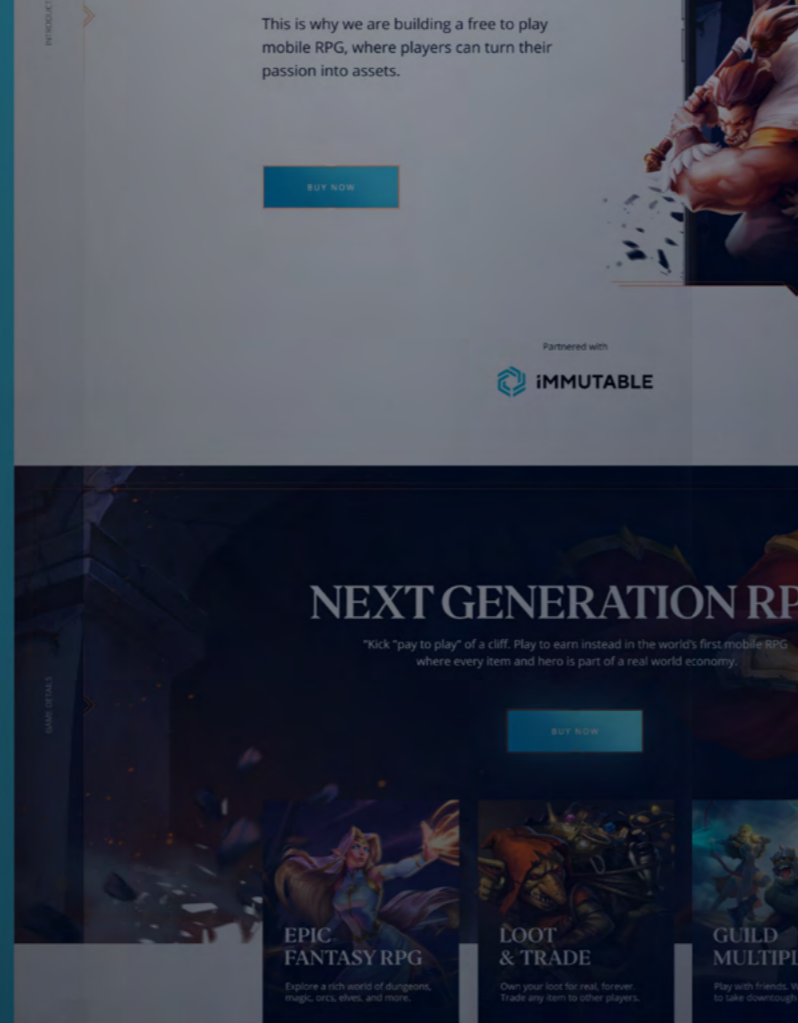 INTRODUCT
This is why we are building a free to play
mobile RPG, where players can turn their
passion into assets.
BUY NOW
Partnered with
iMMUTABLE
GAME DETAILS
NEXT GENERATION RP
"Kick "pay to play" of a cliff. Play to earn instead in the world's first mobile RPG
where every item and hero is part of a real world economy.
BUY NOW
EPIC
FANTASY RPG
Explore a rich world of dungeons,
magic, orcs, elves, and more.
LOOT
& TRADE
Own your loot for real, forever.
Trade any item to other players.
GUILD
MULTIPL
Play with friends. W
to take downtough